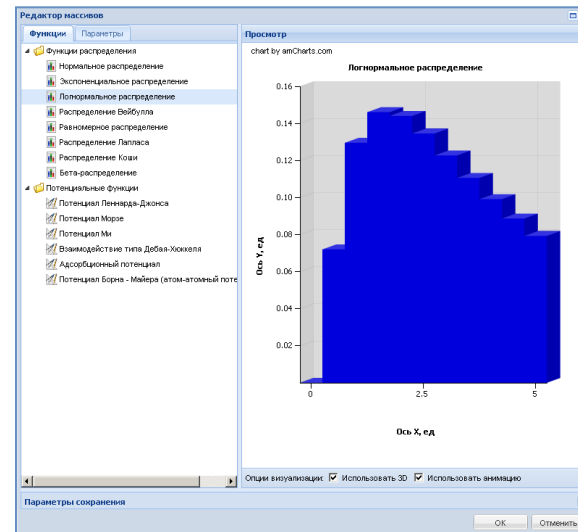 Редактор массивов
Функции
Параметры
Функции распределения
Нормальное распределение
Экспоненциальное распределение
Логнормальное распределение
Распределение Вейбулла
Равномерное распределение
Распределение Лапласа
Распределение Коши
Бета-распределение
Потенциальные функции
Потенциал Леннарда-Джонса
Потенциал Морзе
Потенциал Ми
Взаимодействие типа Дебая-Хюккеля
Адсорбционный потенциал
Потенциал Борна - Майера (атом-атомный поте
Просмотр
chart by amCharts.com
Логнормальное распределение
0.16
0.14
0.12
0.10
0.08
0.06
0.04
0.02
Ось Y, ед
0
2.5
5
Ось X, ед
Опции визуализации: Использовать 3D Использовать анимацию
Параметры сохранения
ОК
Отменить